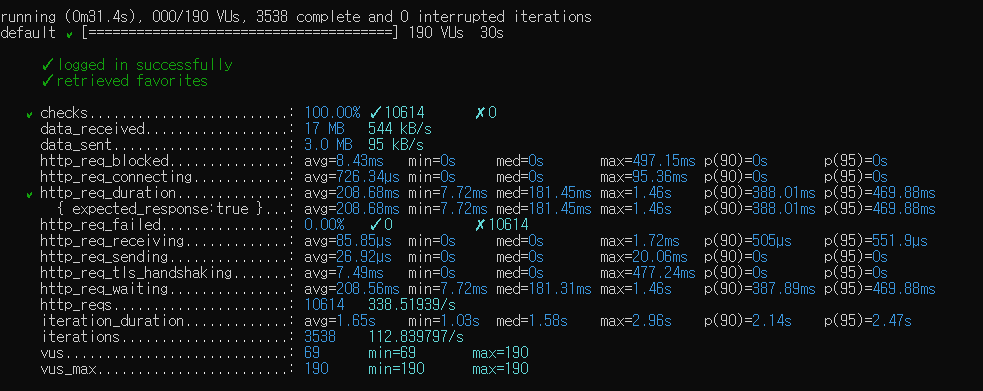 running (0m31.4s), 000/190 VUs, 3538 complete and 0 interrupted iterations
default ✓ [======================================] 190 VUs  30s
✓ logged in successfully
✓ retrieved favorites
✓ checks.........................: 100.00% ✓ 10614      ✗ 0
data_received..................: 17 MB   544 kB/s
data_sent......................: 3.0 MB  95 kB/s
http_req_blocked...............: avg=8.43ms   min=0s     med=0s       max=497.15ms p(90)=0s       p(95)=0s
http_req_connecting............: avg=726.34µs min=0s     med=0s       max=95.36ms  p(90)=0s       p(95)=0s
✓ http_req_duration..............: avg=208.68ms min=7.72ms med=181.45ms max=1.46s    p(90)=388.01ms p(95)=469.88ms
{ expected_response:true }...: avg=208.68ms min=7.72ms med=181.45ms max=1.46s    p(90)=388.01ms p(95)=469.88ms
http_req_failed................: 0.00%   ✓ 0          ✗ 10614
http_req_receiving.............: avg=85.85µs  min=0s     med=0s       max=1.72ms   p(90)=505µs    p(95)=551.9µs
http_req_sending...............: avg=26.92µs  min=0s     med=0s       max=20.06ms  p(90)=0s       p(95)=0s
http_req_tls_handshaking.......: avg=7.49ms   min=0s     med=0s       max=477.24ms p(90)=0s       p(95)=0s
http_req_waiting...............: avg=208.56ms min=7.72ms med=181.31ms max=1.46s    p(90)=387.89ms p(95)=469.88ms
http_reqs......................: 10614   338.51939/s
iteration_duration.............: avg=1.65s    min=1.03s  med=1.58s    max=2.96s    p(90)=2.14s    p(95)=2.47s
iterations.....................: 3538    112.839797/s
vus............................: 69      min=69       max=190
vus_max........................: 190     min=190      max=190